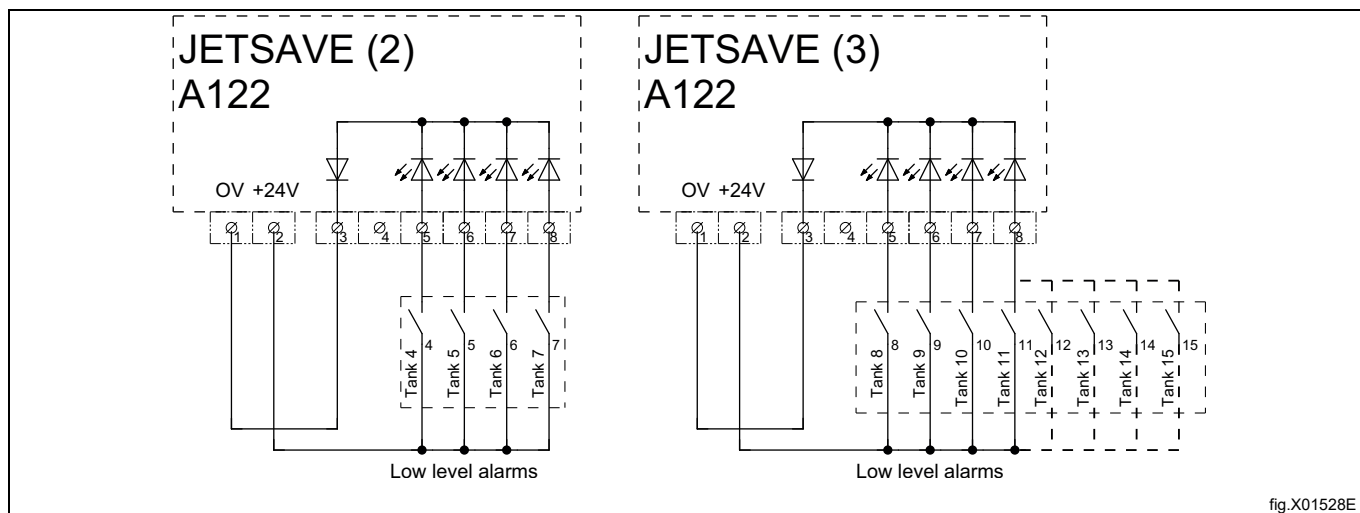 JETSAVE (2)
A122
OV +24V
1 2 3 4 5 6 7 8
4 5 6 7
Tank 4 Tank 5 Tank 6 Tank 7
Low level alarms
JETSAVE (3)
A122
OV +24V
1 2 3 4 5 6 7 8
8 9 10 11 12 13 14 15
Tank 8 Tank 9 Tank 10 Tank 11 Tank 12 Tank 13 Tank 14 Tank 15
Low level alarms
fig.X01528E